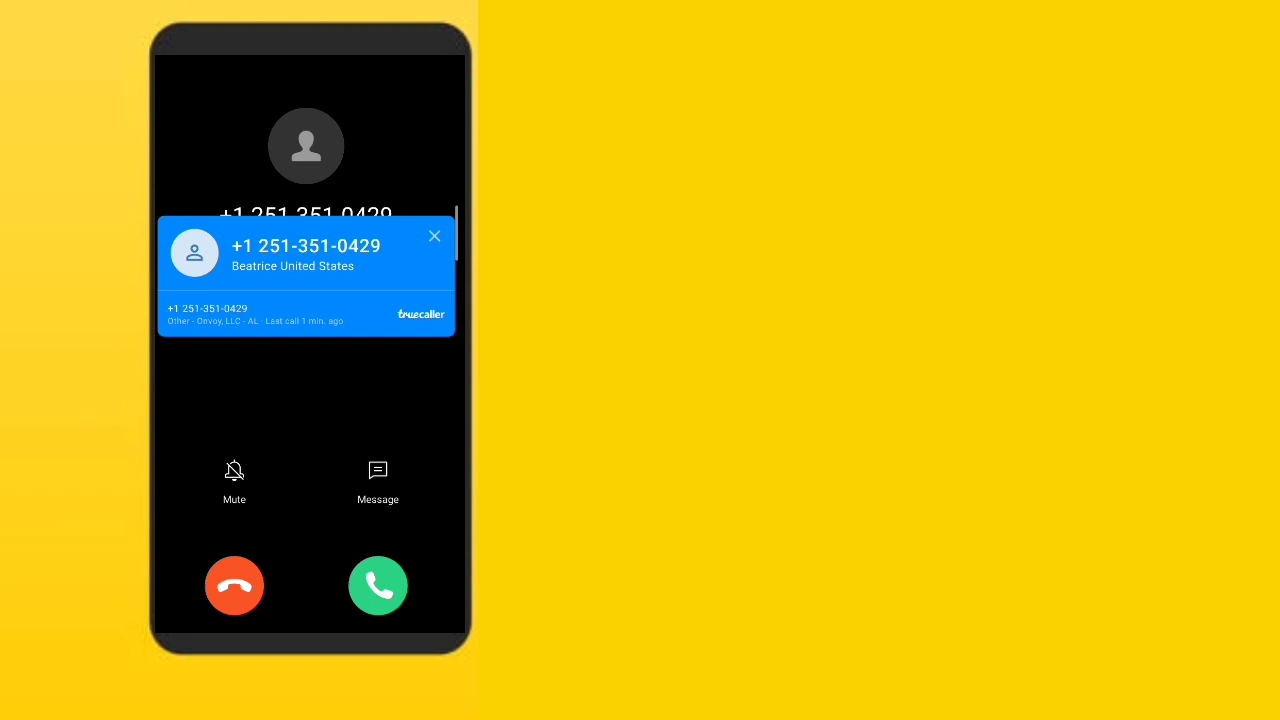 +1 251 351 0429
+1 251-351-0429
Beatrice United States
+1 251-351-0429
Other - Onvoy, LLC - AL · Last call 1 min. ago
truecaller
Mute
Message